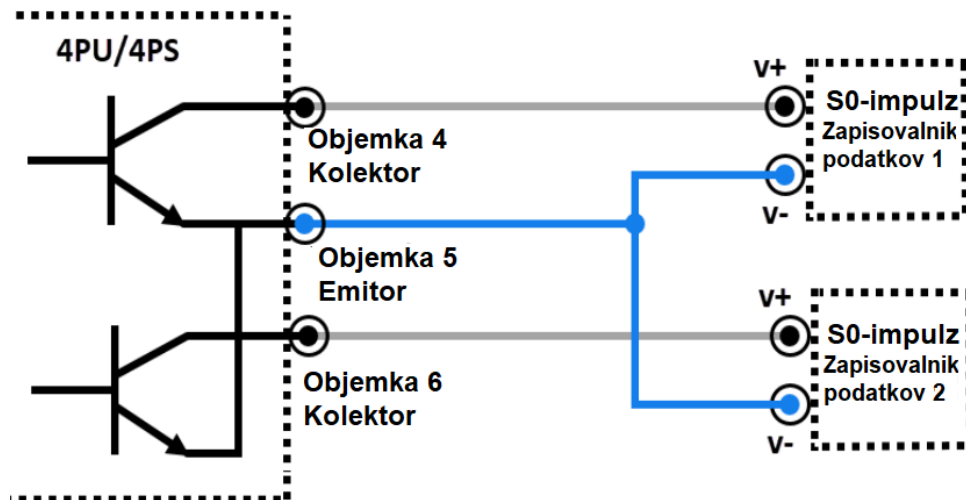 4PU/4PS
V+
S0-impulz
Zapisovalnik
podatkov 1
Objemka 4
Kolektor
V-
Objemka 5
Emitor
V+
S0-impulz
Zapisovalnik
podatkov 2
Objemka 6
Kolektor
V-